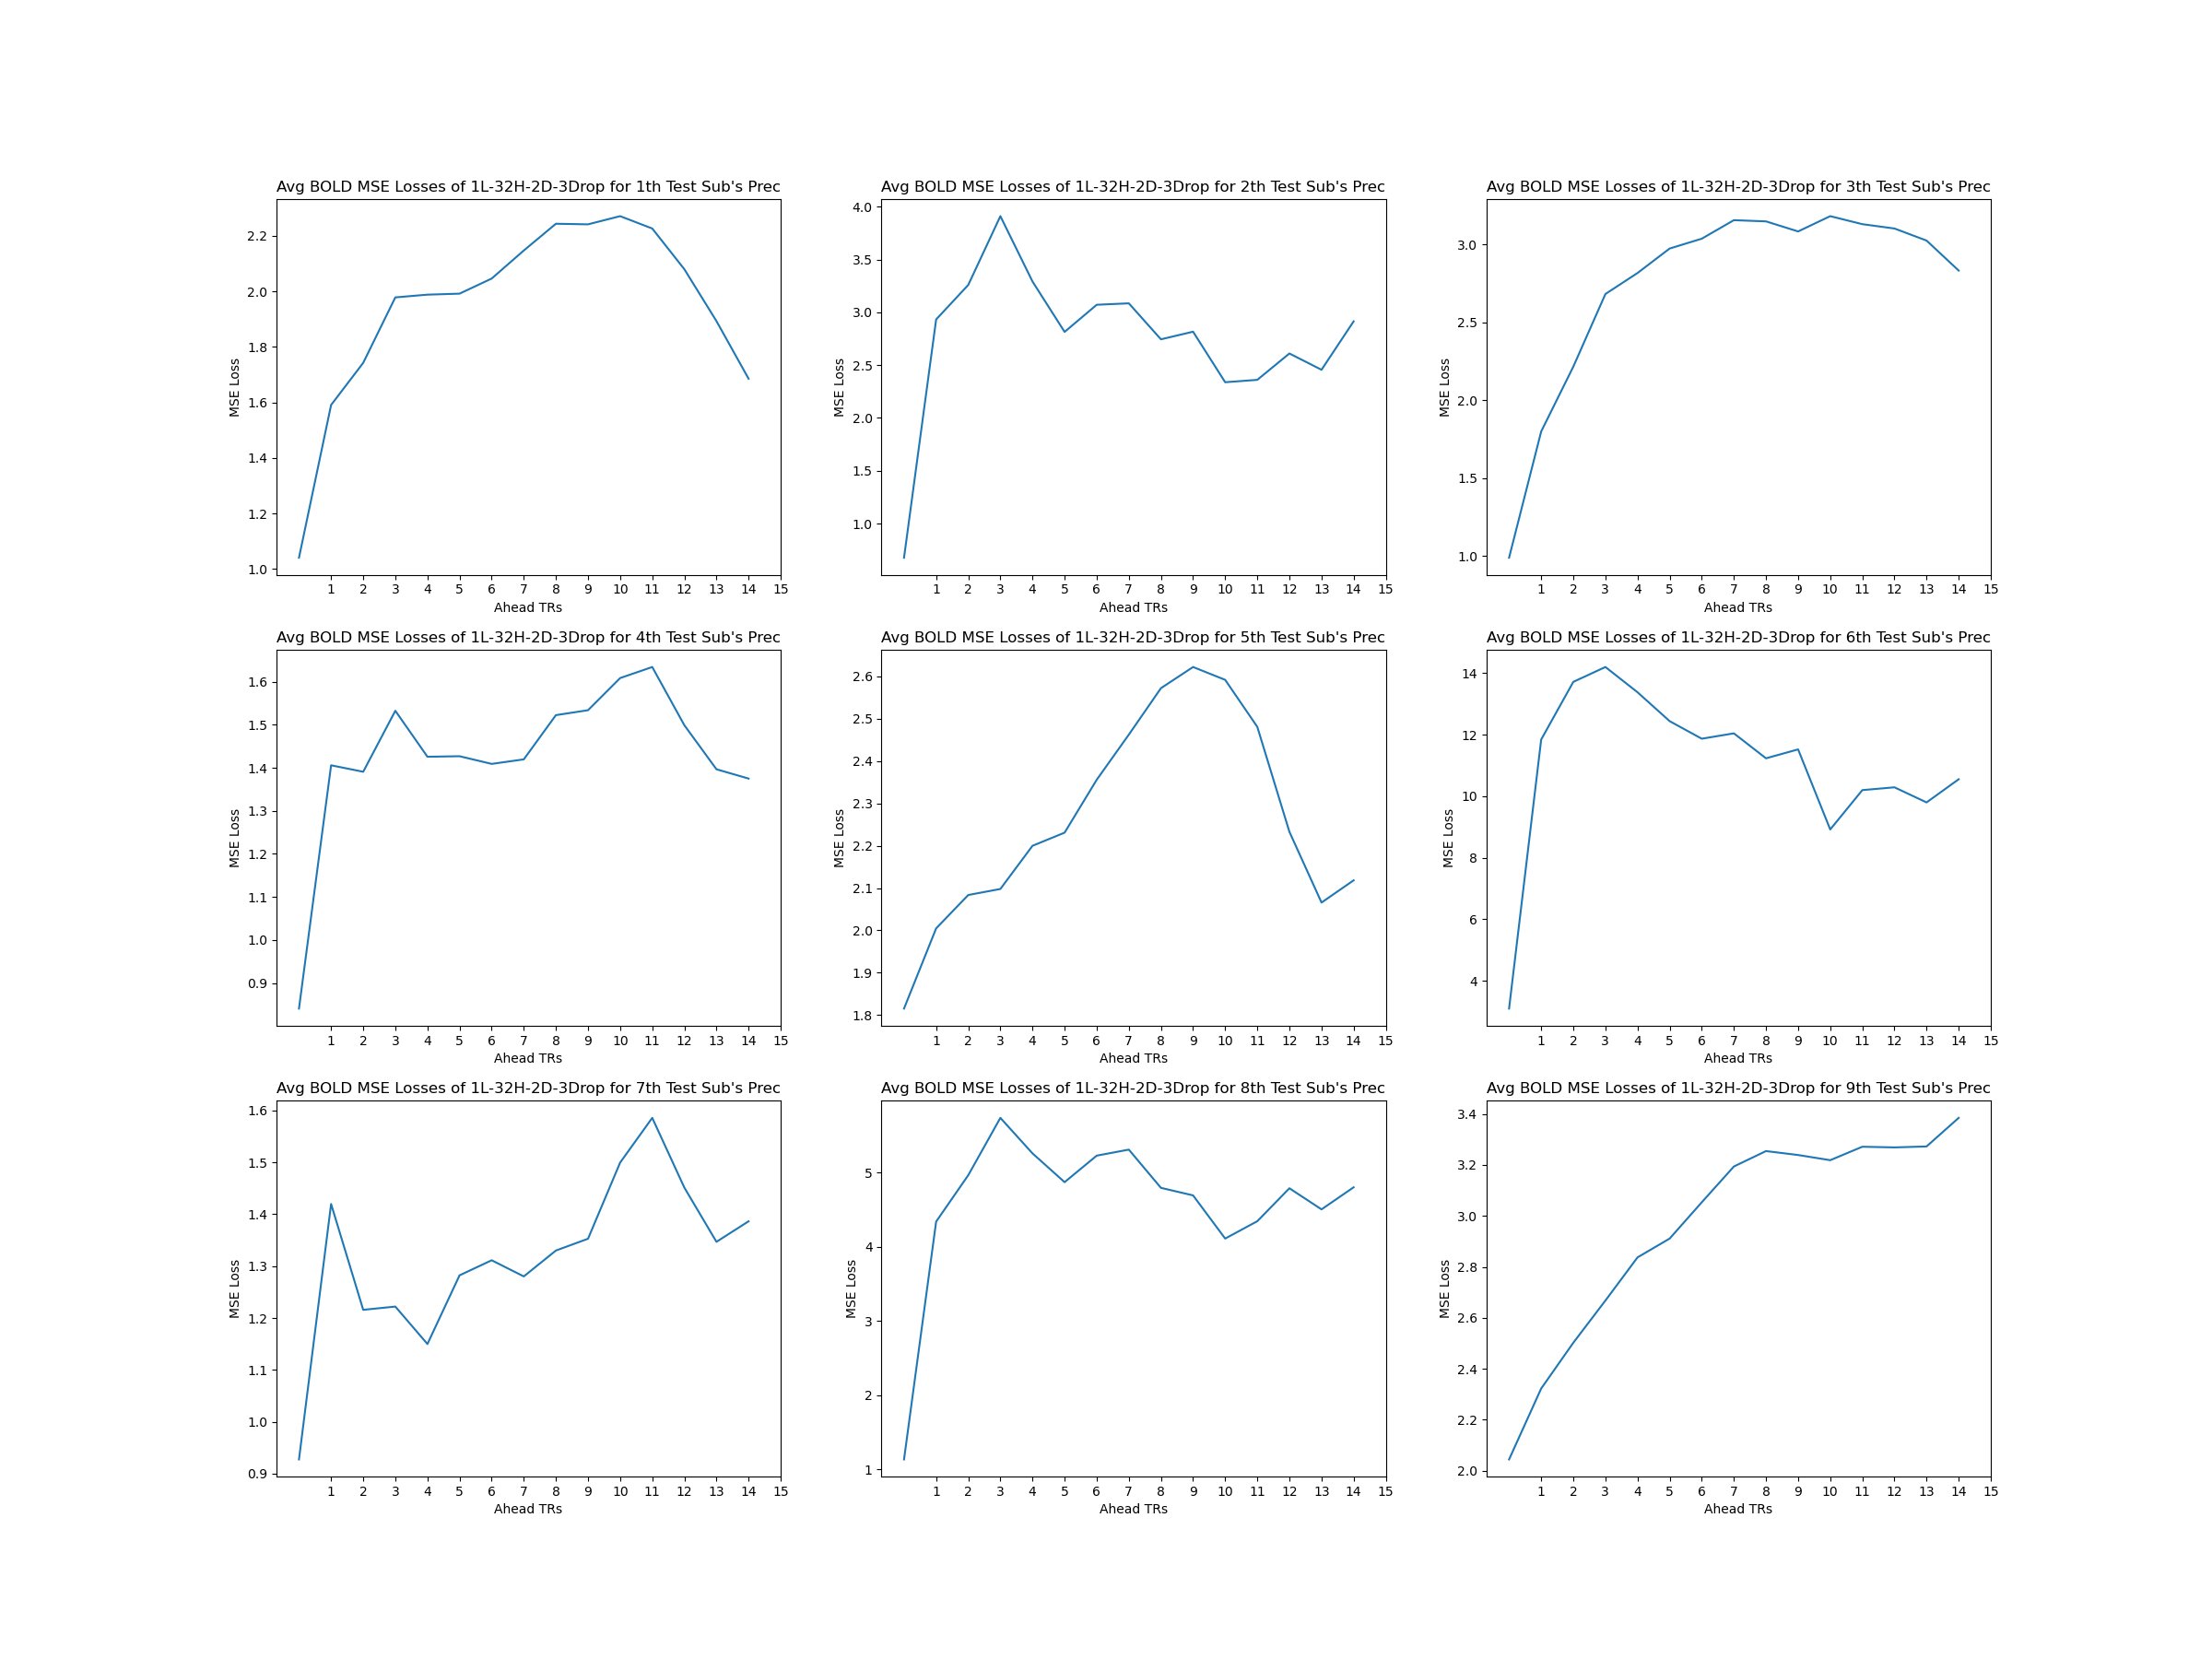 Avg BOLD MSE Losses of 1L-32H-2D-3Drop for 1th Test Sub's Prec
2.2
2.0
1.8
1.6
1.4
1.2
1.0
MSE Loss
1 2 3 4 5 6 7 8 9 10 11 12 13 14 15
Ahead TRs
Avg BOLD MSE Losses of 1L-32H-2D-3Drop for 2th Test Sub's Prec
4.0
3.5
3.0
2.5
2.0
1.5
1.0
MSE Loss
1 2 3 4 5 6 7 8 9 10 11 12 13 14 15
Ahead TRs
Avg BOLD MSE Losses of 1L-32H-2D-3Drop for 3th Test Sub's Prec
3.0
2.5
2.0
1.5
1.0
MSE Loss
1 2 3 4 5 6 7 8 9 10 11 12 13 14 15
Ahead TRs
Avg BOLD MSE Losses of 1L-32H-2D-3Drop for 4th Test Sub's Prec
1.6
1.5
1.4
1.3
1.2
1.1
1.0
0.9
MSE Loss
1 2 3 4 5 6 7 8 9 10 11 12 13 14 15
Ahead TRs
Avg BOLD MSE Losses of 1L-32H-2D-3Drop for 5th Test Sub's Prec
2.6
2.5
2.4
2.3
2.2
2.1
2.0
1.9
1.8
MSE Loss
1 2 3 4 5 6 7 8 9 10 11 12 13 14 15
Ahead TRs
Avg BOLD MSE Losses of 1L-32H-2D-3Drop for 6th Test Sub's Prec
14
12
10
8
6
4
MSE Loss
1 2 3 4 5 6 7 8 9 10 11 12 13 14 15
Ahead TRs
Avg BOLD MSE Losses of 1L-32H-2D-3Drop for 7th Test Sub's Prec
1.6
1.5
1.4
1.3
1.2
1.1
1.0
0.9
MSE Loss
1 2 3 4 5 6 7 8 9 10 11 12 13 14 15
Ahead TRs
Avg BOLD MSE Losses of 1L-32H-2D-3Drop for 8th Test Sub's Prec
5
4
3
2
1
MSE Loss
1 2 3 4 5 6 7 8 9 10 11 12 13 14 15
Ahead TRs
Avg BOLD MSE Losses of 1L-32H-2D-3Drop for 9th Test Sub's Prec
3.4
3.2
3.0
2.8
2.6
2.4
2.2
2.0
MSE Loss
1 2 3 4 5 6 7 8 9 10 11 12 13 14 15
Ahead TRs